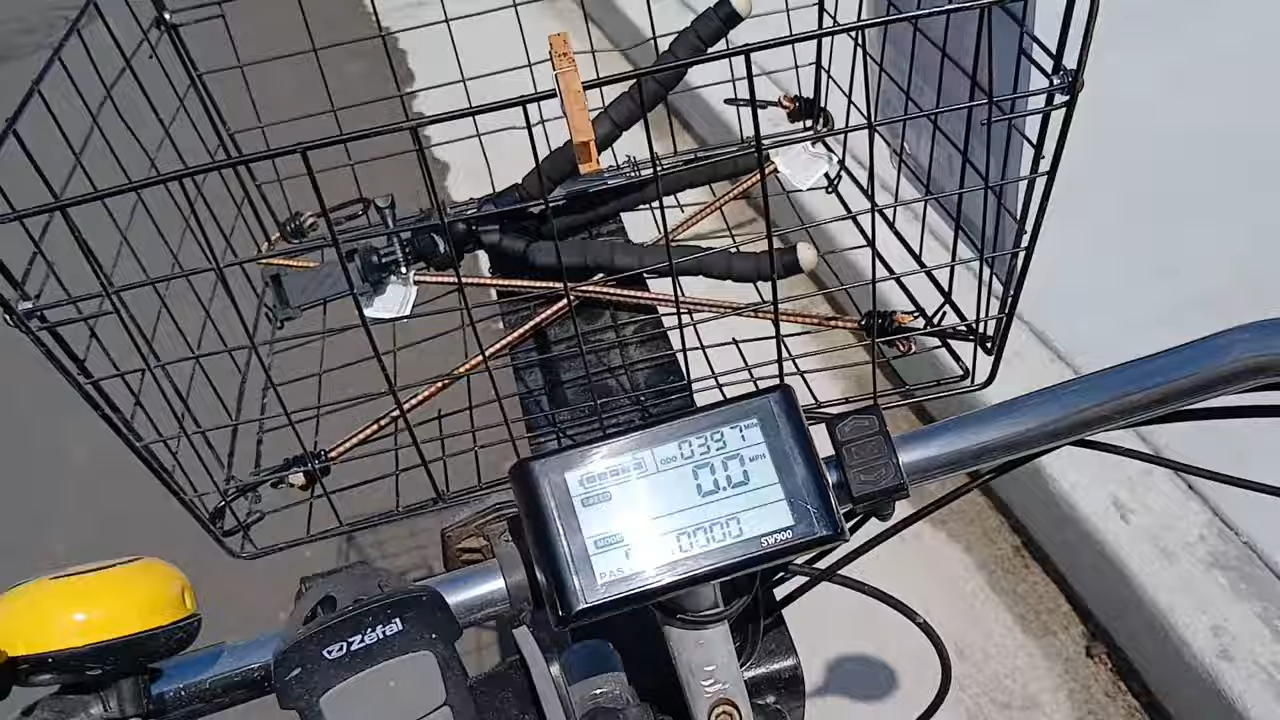 ODO 0397 Mile
0.0 MPH
SPEED
MODE
0000
PAS
SW900
Zéfal